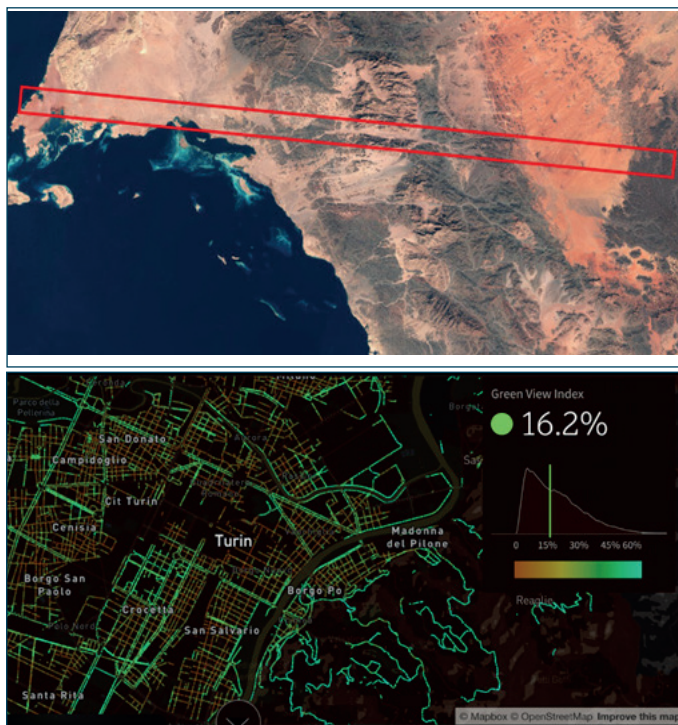 Parco della
Pellerina
San Donato
Campidoglio
Cit Turin
Cenisia
Turin
Borgo San
Paolo
Crocetta
San Salvario
Santa Rita
Borgo Po
Madonna
del Pilone
Reaglie
Green View Index
16.2%
0 15% 30% 45% 60%
© Mapbox © OpenStreetMap Improve this map